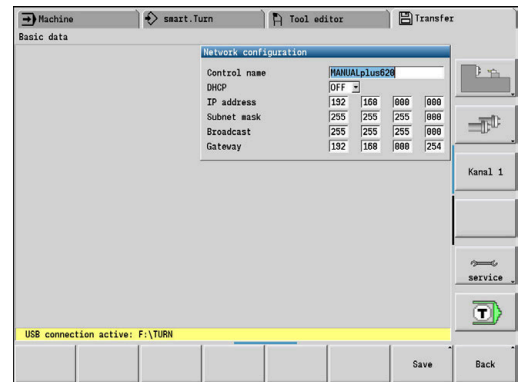 Machine smart.Turn Tool editor Transfer
Basic data
Network configuration
Control name MANUALplus620
DHCP OFF
IP address 192 168 000 000
Subnet mask 255 255 255 000
Broadcast 255 255 255 000
Gateway 192 168 000 254
Kanal 1
service
T
USB connection active: F:\TURN
Save Back